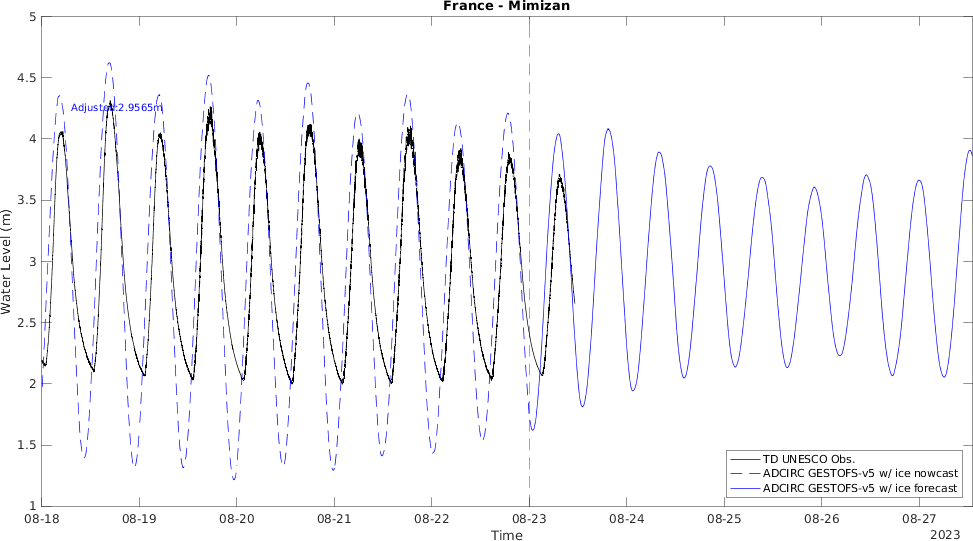 France - Mimizan
5
4.5
4
3.5
3
2.5
2
1.5
1
Water Level (m)
Adjusted:2.9565m
TD UNESCO Obs.
ADCIRC GESTOFS-v5 w/ ice nowcast
ADCIRC GESTOFS-v5 w/ ice forecast
08-18 08-19 08-20 08-21 08-22 08-23 08-24 08-25 08-26 08-27
Time
2023